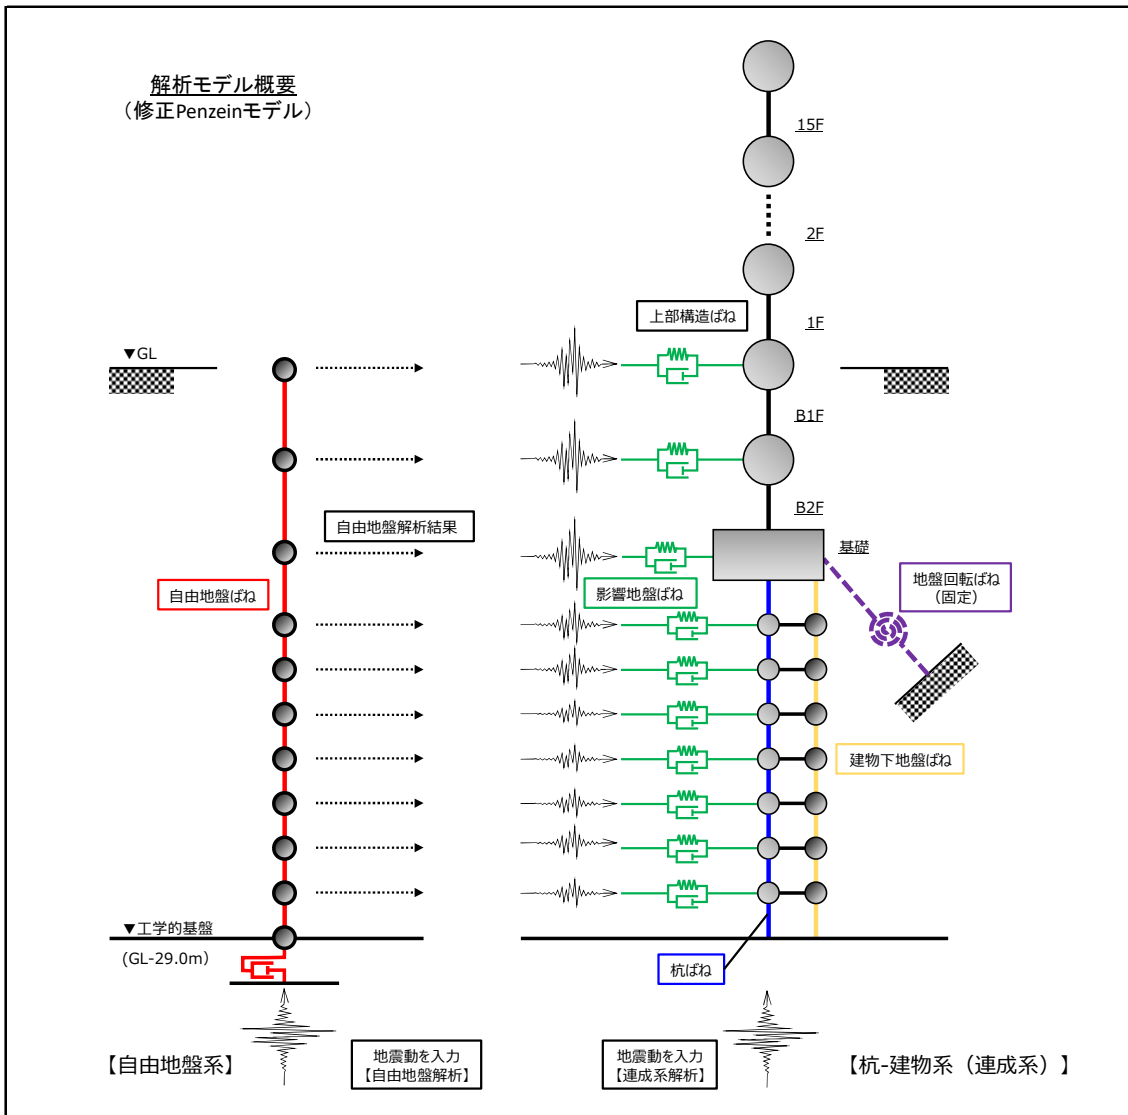 解析モデル概要
(修正Penzeinモデル)
15F
2F
上部構造ばね
1F
▼GL
B1F
B2F
自由地盤解析結果
基礎
自由地盤ばね
影響地盤ばね
地盤回転ばね
(固定)
建物下地盤ばね
▼工学的基盤
(GL-29.0m)
杭ばね
【自由地盤系】
地震動を入力
【自由地盤解析】
地震動を入力
【連成系解析】
【杭-建物系(連成系)】